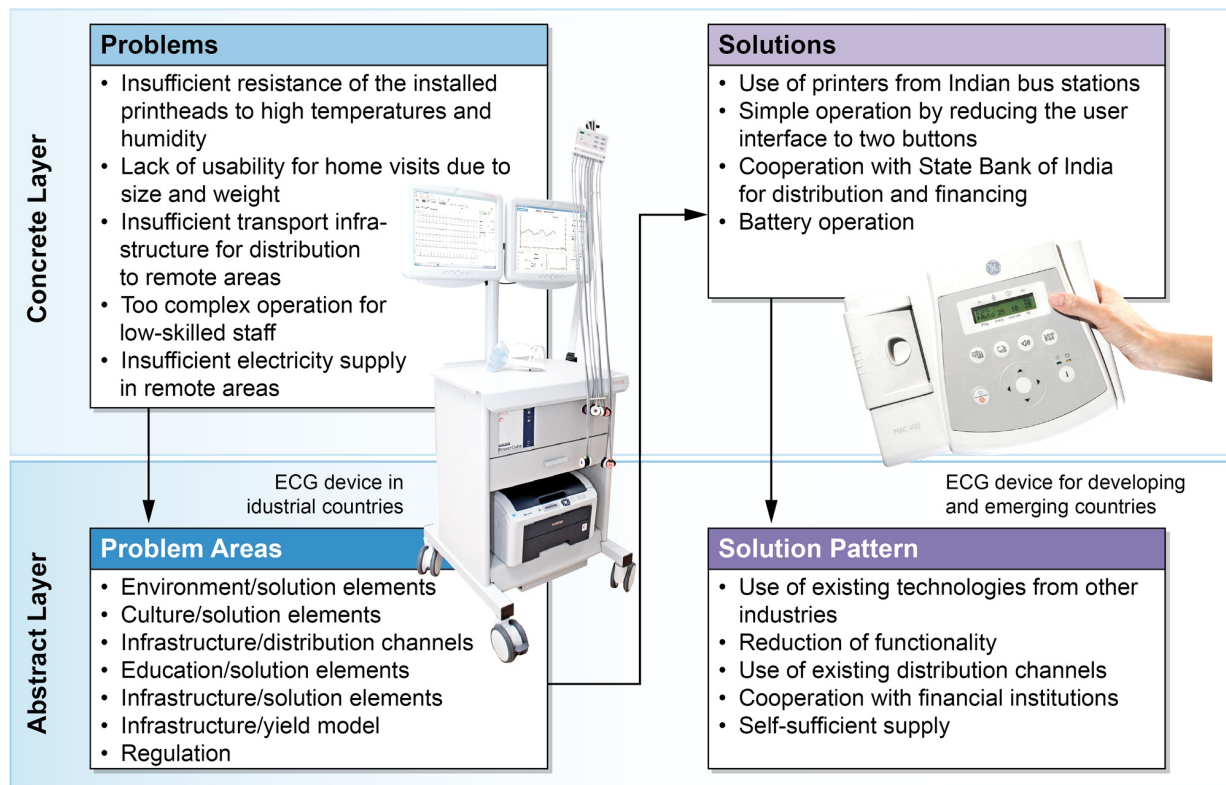 Concrete Layer
Problems
• Insufficient resistance of the installed
printheads to high temperatures and
humidity
• Lack of usability for home visits due to
size and weight
• Insufficient transport infra-
structure for distribution
to remote areas
• Too complex operation for
low-skilled staff
• Insufficient electricity supply
in remote areas
Solutions
• Use of printers from Indian bus stations
• Simple operation by reducing the user
interface to two buttons
• Cooperation with State Bank of India
for distribution and financing
• Battery operation
PowerCube
MAC 400
ECG device in
idustrial countries
ECG device for developing
and emerging countries
Abstract Layer
Problem Areas
• Environment/solution elements
• Culture/solution elements
• Infrastructure/distribution channels
• Education/solution elements
• Infrastructure/solution elements
• Infrastructure/yield model
• Regulation
Solution Pattern
• Use of existing technologies from other
industries
• Reduction of functionality
• Use of existing distribution channels
• Cooperation with financial institutions
• Self-sufficient supply